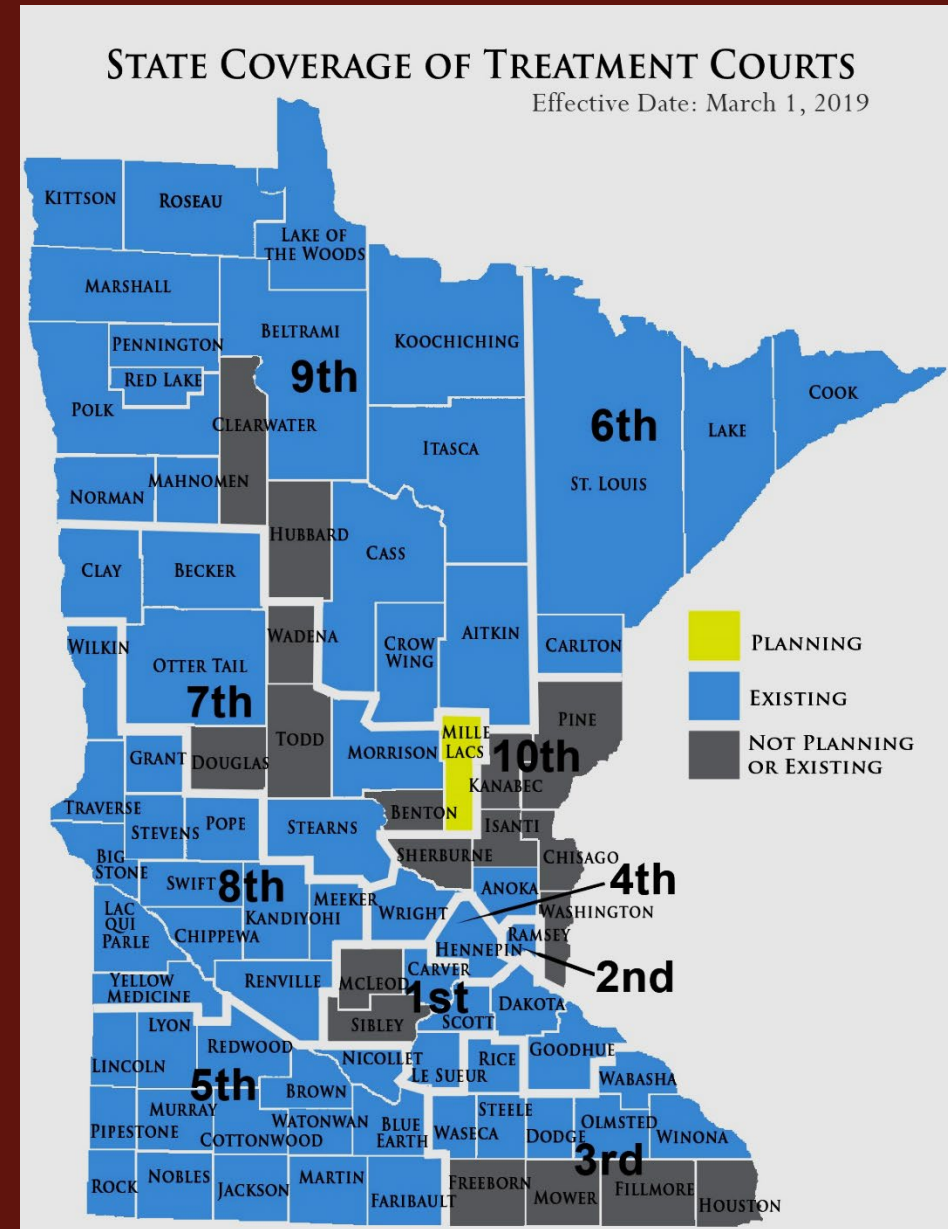 STATE COVERAGE OF TREATMENT COURTS
Effective Date: March 1, 2019
KITTSON
ROSEAU
LAKE OF
THE WOODS
MARSHALL
BELTRAMI
KOOCHICHING
PENNINGTON
9th
RED LAKE
COOK
POLK
CLEARWATER
6th
LAKE
ITASCA
ST. LOUIS
MAHNOMEN
NORMAN
HUBBARD
CASS
CLAY
BECKER
WADENA
AITKIN
WILKIN
CROW
WING
CARLTON
PLANNING
OTTER TAIL
7th
EXISTING
PINE
MILLE
LACS
TODD
MORRISON
10th
NOT PLANNING
OR EXISTING
GRANT
DOUGLAS
KANABEC
TRAVERSE
BENTON
STEVENS
POPE
STEARNS
ISANTI
BIG
STONE
SHERBURNE
CHISAGO
SWIFT
8th
ANOKA
4th
MEEKER
LAC
QUI
PARLE
KANDIYOHI
WRIGHT
WASHINGTON
CHIPPEWA
RAMSEY
HENNEPIN
2nd
CARVER
YELLOW
MEDICINE
RENVILLE
MCLEOD
1st
DAKOTA
SCOTT
LYON
SIBLEY
REDWOOD
GOODHUE
LINCOLN
NICOLLET
RICE
LE SUEUR
WABASHA
5th
BROWN
MURRAY
STEELE
PIPESTONE
WATONWAN
BLUE
EARTH
OLMSTED
COTTONWOOD
WASECA
DODGE
WINONA
3rd
ROCK
NOBLES
JACKSON
MARTIN
FARIBAULT
FREEBORN
MOWER
FILLMORE
HOUSTON